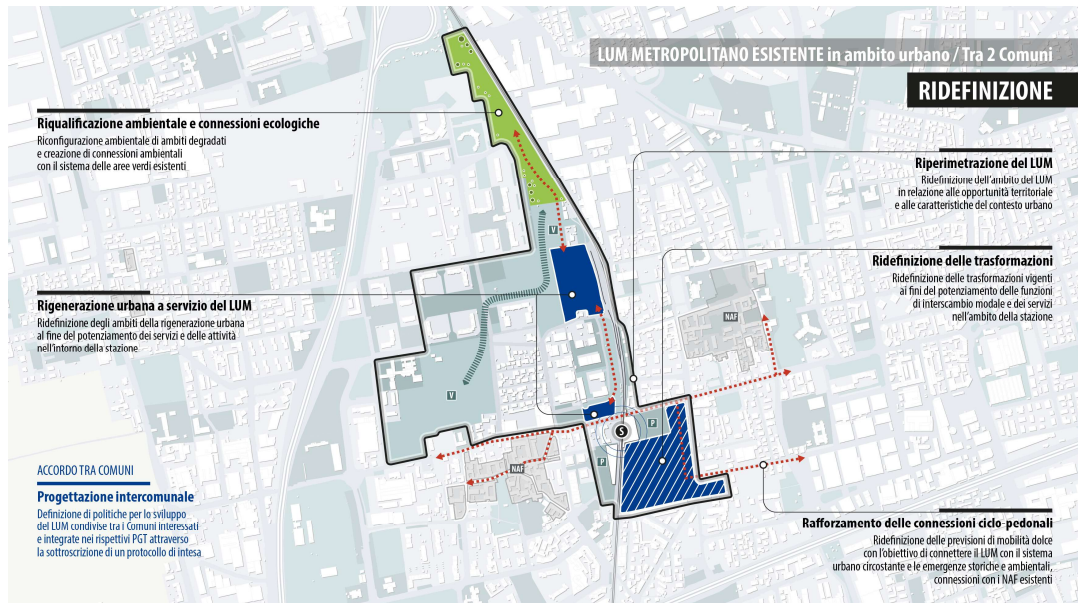 LUM METROPOLITANO ESISTENTE in ambito urbano / Tra 2 Comuni
RIDEFINIZIONE
Riqualificazione ambientale e connessioni ecologiche
Riconfigurazione ambientale di ambiti degradati
e creazione di connessioni ambientali
con il sistema delle aree verdi esistenti
Riperimetrazione del LUM
Ridefinizione dell'ambito del LUM
in relazione alle opportunità territoriale
e alle caratteristiche del contesto urbano
Ridefinizione delle trasformazioni
Ridefinizione delle trasformazioni vigenti
ai fini del potenziamento delle funzioni
di interscambio modale e dei servizi
nell'ambito della stazione
Rigenerazione urbana a servizio del LUM
Ridefinizione degli ambiti della rigenerazione urbana
al fine del potenziamento dei servizi e delle attività
nell'intorno della stazione
V
NAF
V
P
S
P
NAF
ACCORDO TRA COMUNI
Progettazione intercomunale
Definizione di politiche per lo sviluppo
del LUM condivise tra i Comuni interessati
e integrate nei rispettivi PGT attraverso
la sottoscrizione di un protocollo di intesa
Rafforzamento delle connessioni ciclo-pedonali
Ridefinizione delle previsioni di mobilità dolce
con l'obiettivo di connettere il LUM con il sistema
urbano circostante e le emergenze storiche e ambientali,
connessioni con i NAF esistenti